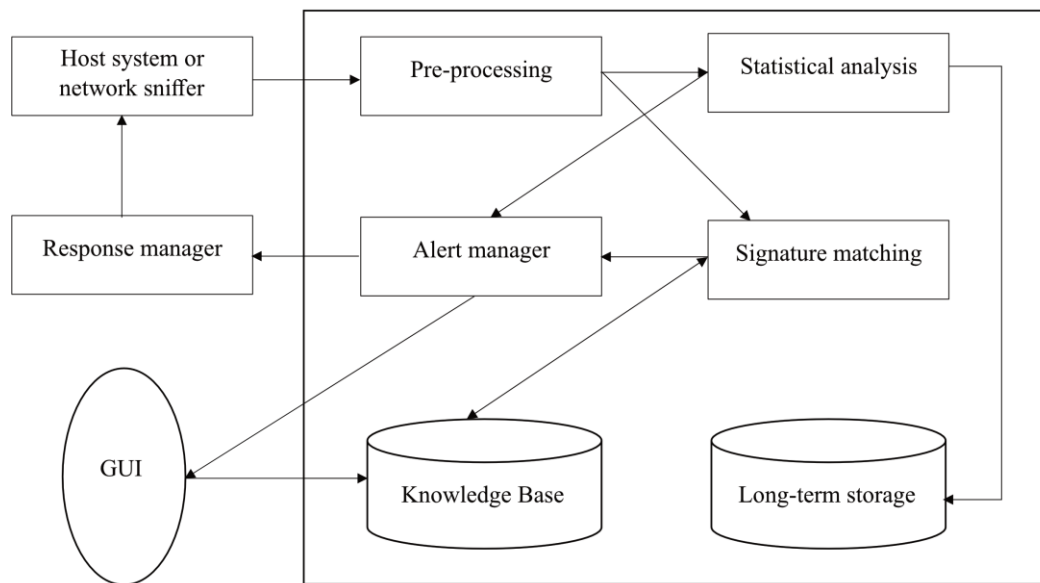 Host system or
network sniffer
Pre-processing
Statistical analysis
Response manager
Alert manager
Signature matching
GUI
Knowledge Base
Long-term storage